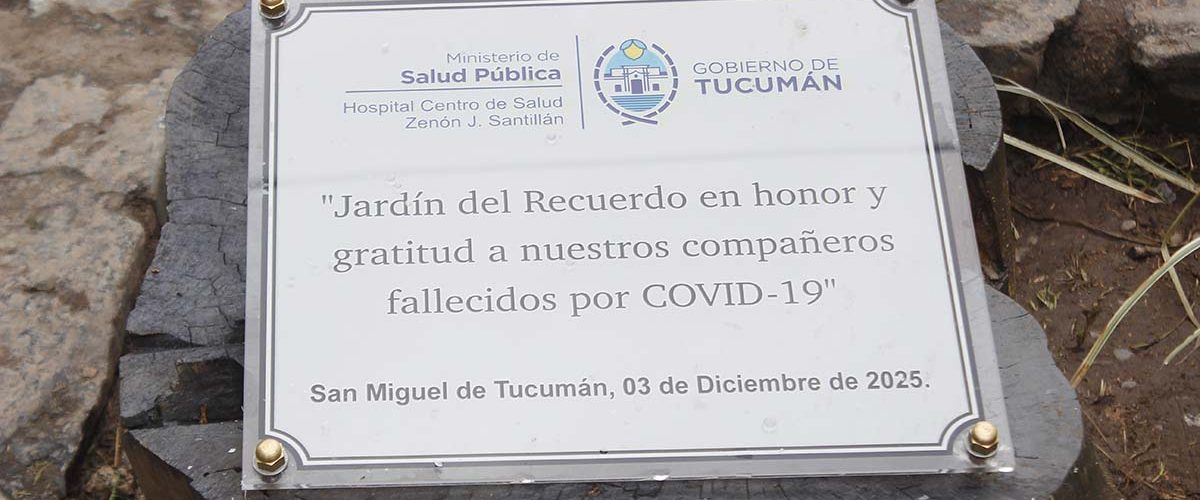 Ministerio de
Salud Pública
Hospital Centro de Salud
Zenón J. Santillán
GOBIERNO DE
TUCUMÁN
"Jardín del Recuerdo en honor y
gratitud a nuestros compañeros
fallecidos por COVID-19"
San Miguel de Tucumán, 03 de Diciembre de 2025.